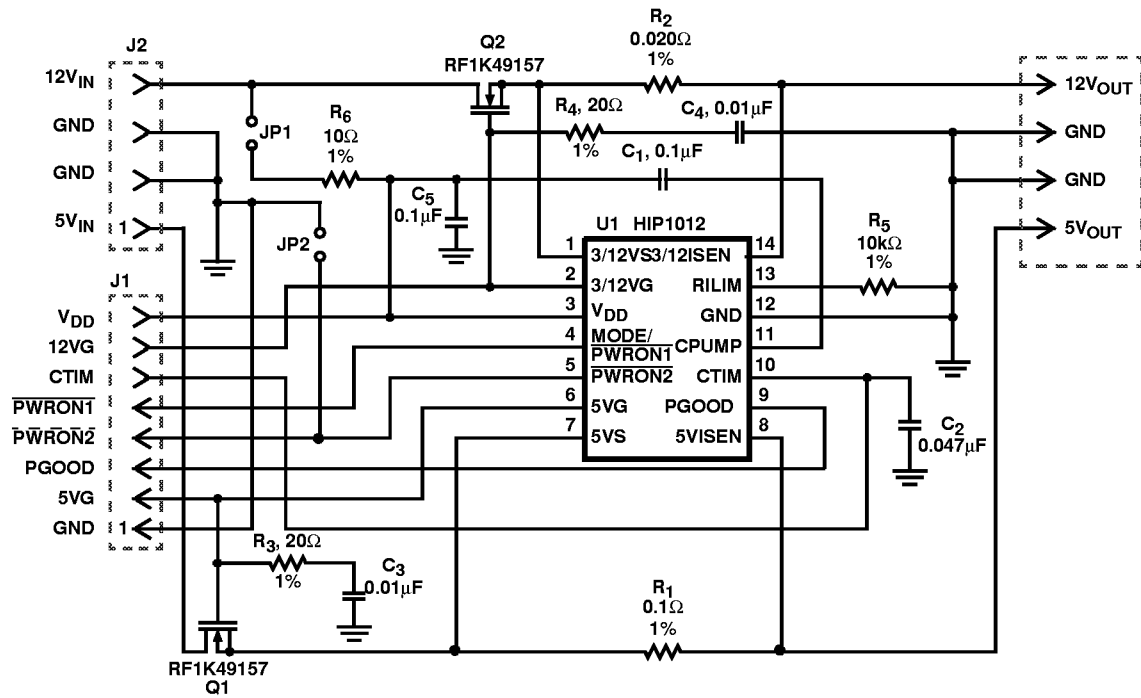 J2
12V_IN
GND
GND
5V_IN 1
J1
V_DD
12VG
CTIM
PWRON1
PWRON2
PGOOD
5VG
GND 1
JP1
R6
10Ω
1%
JP2
C5
0.1μF
Q2
RF1K49157
R2
0.020Ω
1%
R4, 20Ω
1%
C4, 0.01μF
C1, 0.1μF
U1 HIP1012
1 3/12VS 3/12ISEN 14
2 3/12VG RILIM 13
3 V_DD GND 12
4 MODE/
PWRON1 CPUMP 11
5 PWRON2 CTIM 10
6 5VG PGOOD 9
7 5VS 5VISEN 8
R5
10kΩ
1%
C2
0.047μF
12V_OUT
GND
GND
5V_OUT
R3, 20Ω
1%
C3
0.01μF
R1
0.1Ω
1%
RF1K49157
Q1